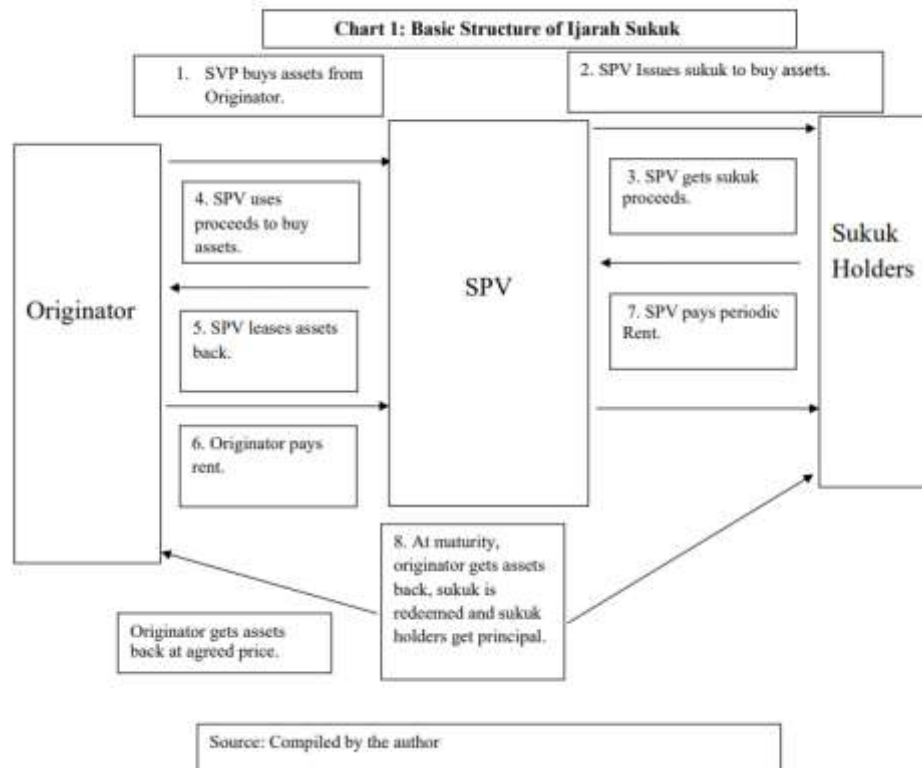 Chart 1: Basic Structure of Ijarah Sukuk
1. SVP buys assets from
Originator.
2. SPV Issues sukuk to buy assets.
4. SPV uses
proceeds to buy
assets.
3. SPV gets sukuk
proceeds.
Originator
SPV
Sukuk
Holders
5. SPV leases assets
back.
7. SPV pays periodic
Rent.
6. Originator pays
rent.
8. At maturity,
originator gets assets
back, sukuk is
redeemed and sukuk
holders get principal.
Originator gets assets
back at agreed price.
Source: Compiled by the author